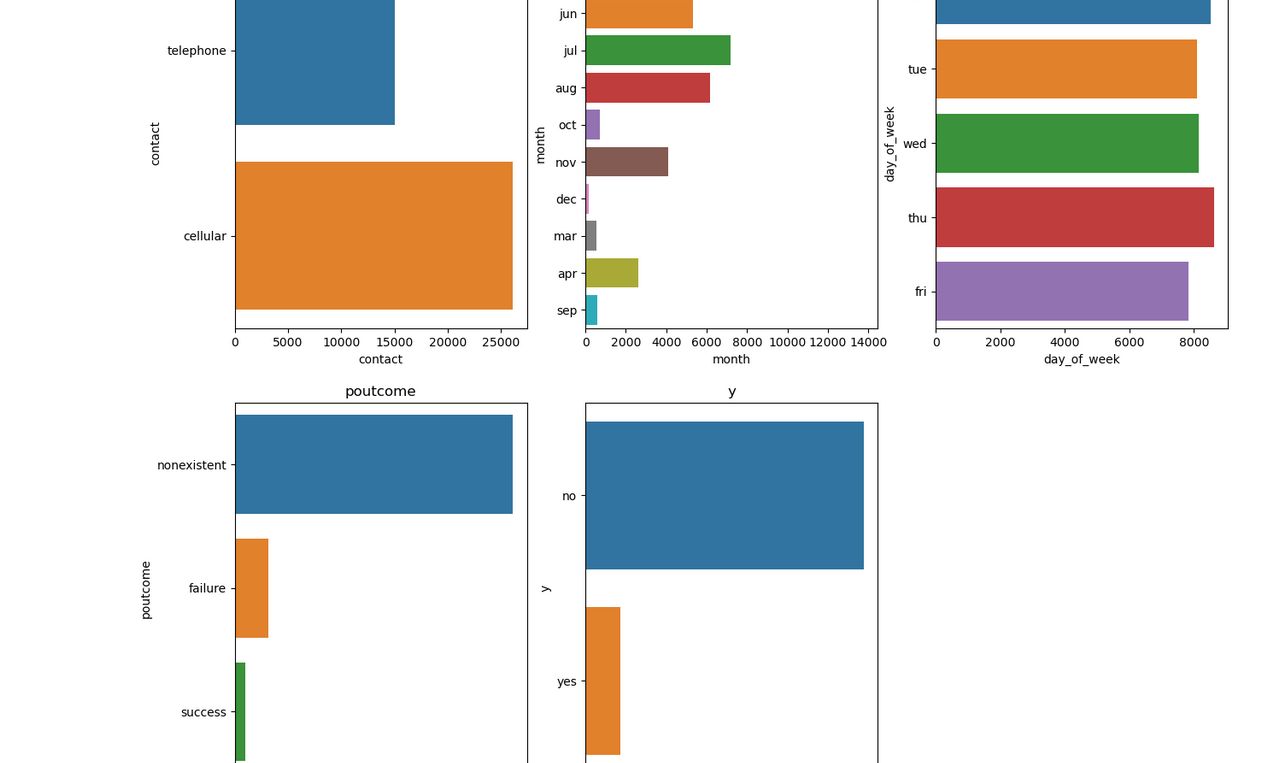 telephone
cellular
contact
0 5000 10000 15000 20000 25000
contact
jun
jul
aug
oct
nov
dec
mar
apr
sep
month
0 2000 4000 6000 8000 10000 12000 14000
month
tue
wed
thu
fri
day_of_week
0 2000 4000 6000 8000
day_of_week
poutcome
nonexistent
failure
success
poutcome
y
no
yes
y